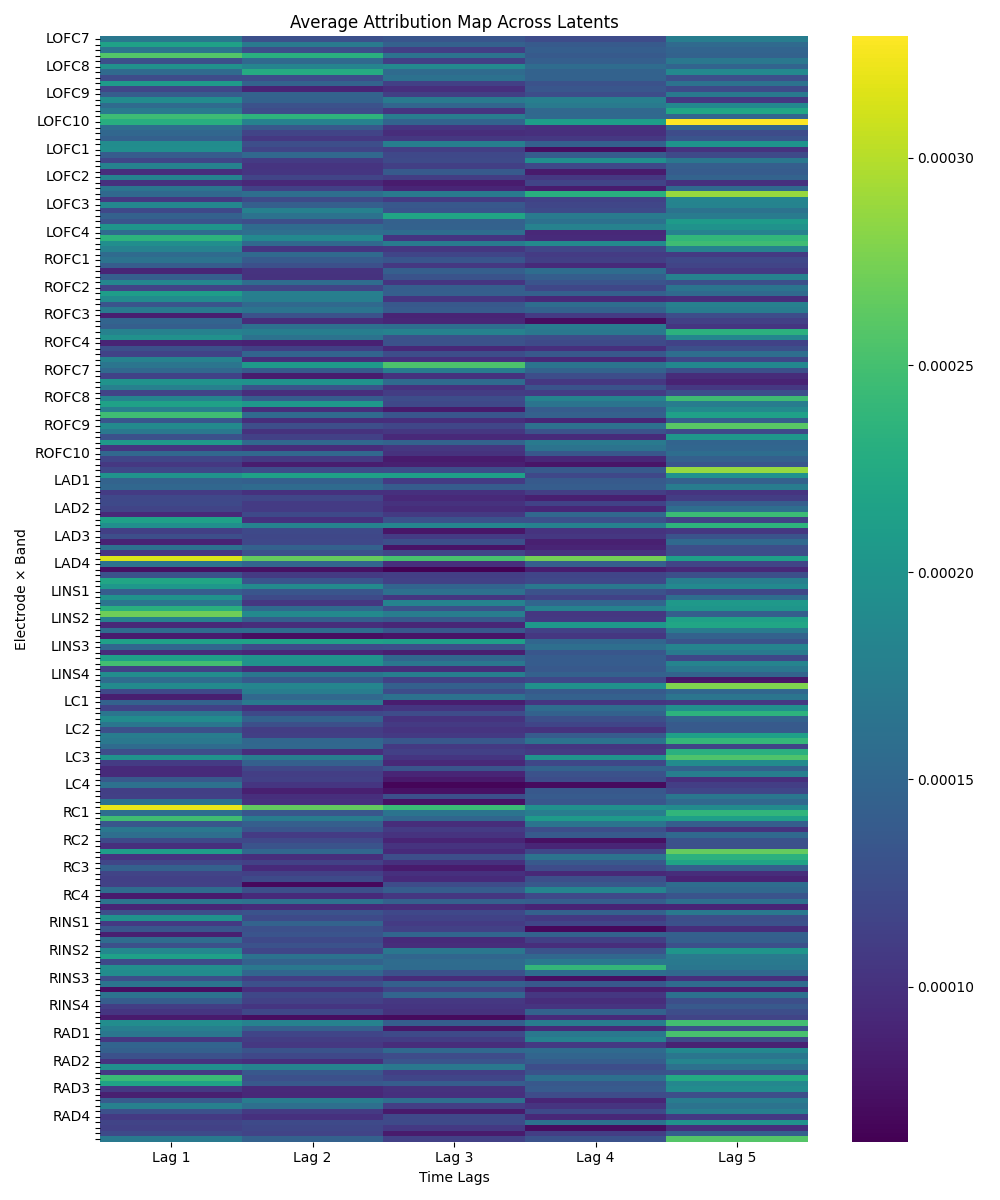 Average Attribution Map Across Latents
LOFC7
LOFC8
LOFC9
LOFC10
LOFC1
LOFC2
LOFC3
LOFC4
ROFC1
ROFC2
ROFC3
ROFC4
ROFC7
ROFC8
ROFC9
ROFC10
LAD1
LAD2
LAD3
LAD4
LINS1
LINS2
LINS3
LINS4
LC1
LC2
LC3
LC4
RC1
RC2
RC3
RC4
RINS1
RINS2
RINS3
RINS4
RAD1
RAD2
RAD3
RAD4
Electrode × Band
Lag 1 Lag 2 Lag 3 Lag 4 Lag 5
Time Lags
0.00030
0.00025
0.00020
0.00015
0.00010